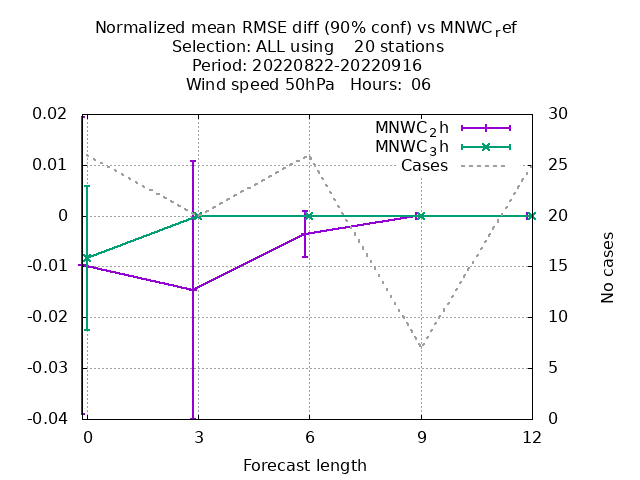 Normalized mean RMSE diff (90% conf) vs MNWC_ref
Selection: ALL using    20 stations
Period: 20220822-20220916
Wind speed 50hPa   Hours:  06
0.02
0.01
0
-0.01
-0.02
-0.03
-0.04
30
25
20
15
10
5
0
MNWC_2h
MNWC_3h
Cases
No cases
0 3 6 9 12
Forecast length